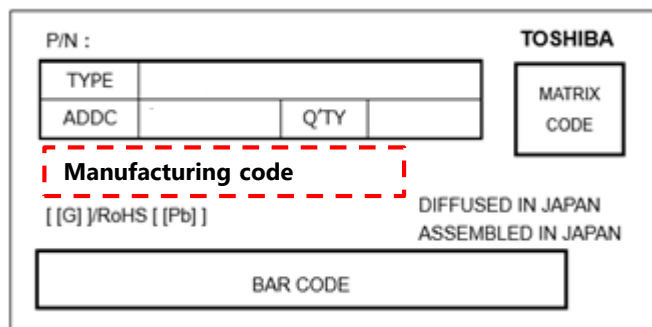 P/N :
TOSHIBA
TYPE
ADDC
Q'TY
MATRIX
CODE
Manufacturing code
[ [G] ]/RoHS [ [Pb] ]
DIFFUSED IN JAPAN
ASSEMBLED IN JAPAN
BAR CODE